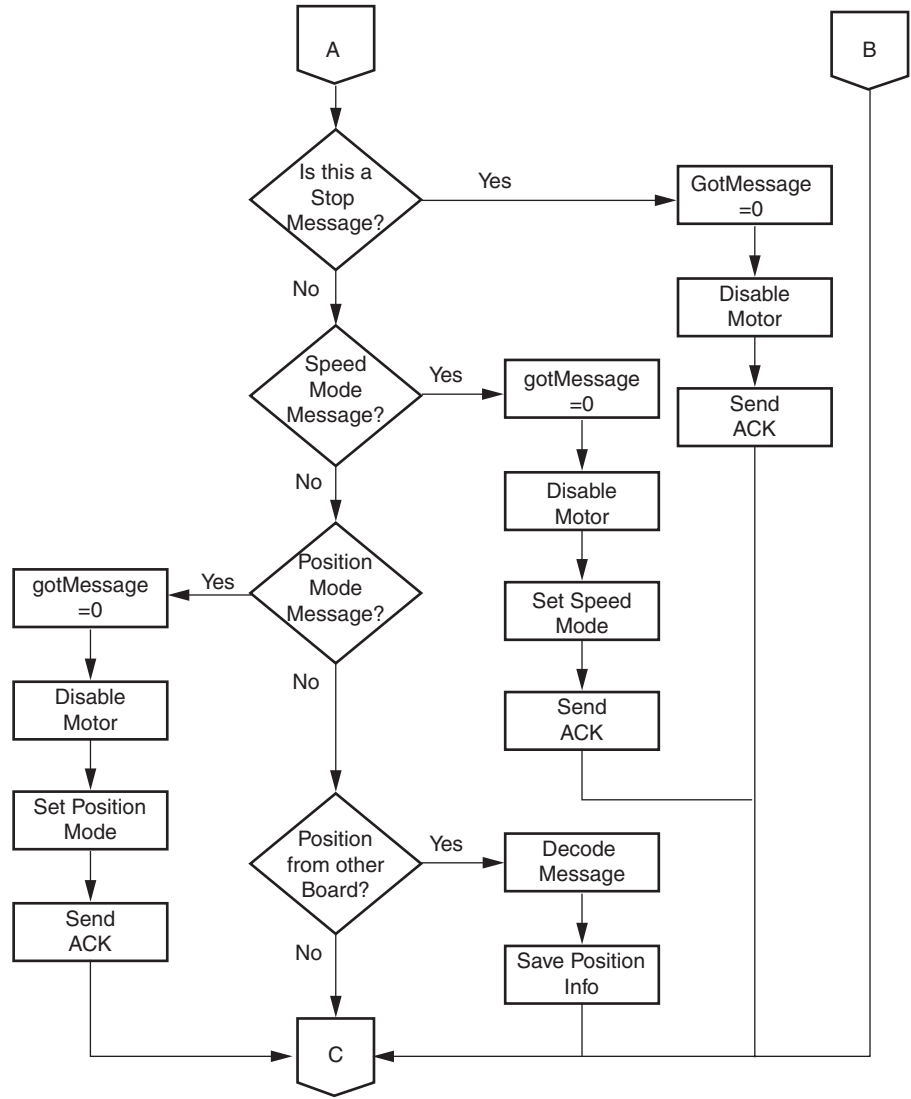 A
B
Is this a
Stop
Message?
Yes
GotMessage
=0
No
Disable
Motor
Send
ACK
Speed
Mode
Message?
Yes
gotMessage
=0
No
Disable
Motor
Set Speed
Mode
Send
ACK
Position
Mode
Message?
Yes
gotMessage
=0
No
Disable
Motor
Set Position
Mode
Send
ACK
Position
from other
Board?
Yes
Decode
Message
No
Save Position
Info
C